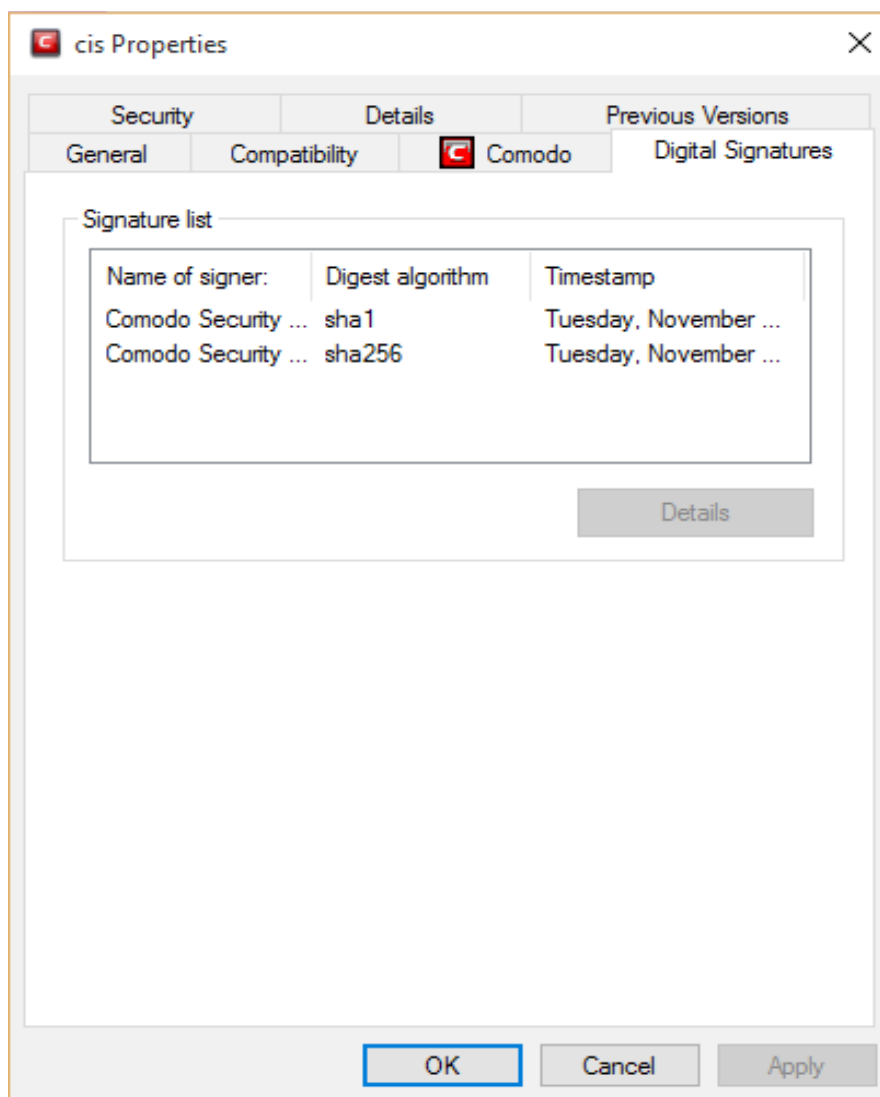 cis Properties
Security Details Previous Versions
General Compatibility Comodo Digital Signatures
Signature list
Name of signer: Digest algorithm Timestamp
Comodo Security ... sha1 Tuesday, November ...
Comodo Security ... sha256 Tuesday, November ...
Details
OK Cancel Apply